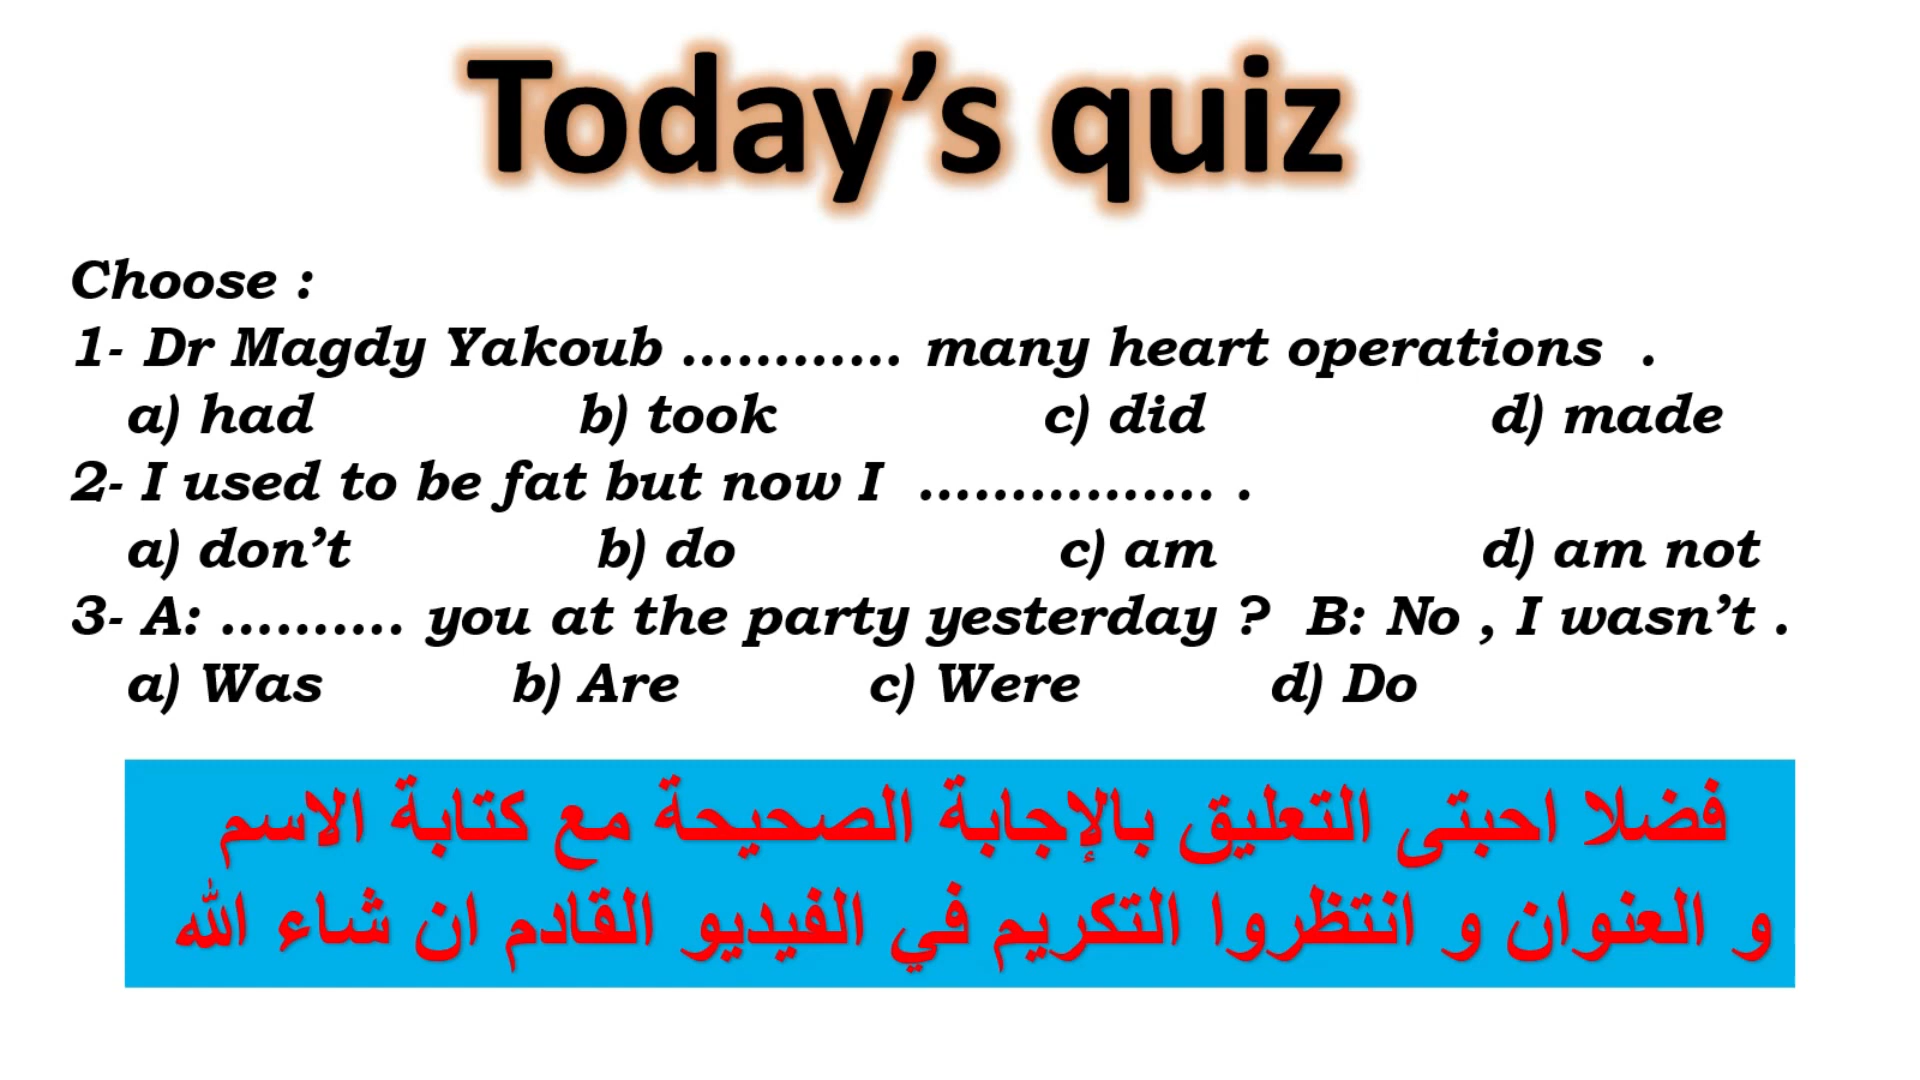 Today’s quiz
Choose :
1- Dr Magdy Yakoub ………… many heart operations .
a) had b) took c) did d) made
2- I used to be fat but now I ……………. .
a) don’t b) do c) am d) am not
3- A: ………. you at the party yesterday ? B: No , I wasn’t .
a) Was b) Are c) Were d) Do
فضلا احبتى التعليق بالإجابة الصحيحة مع كتابة الاسم
و العنوان و انتظروا التكريم في الفيديو القادم ان شاء الله